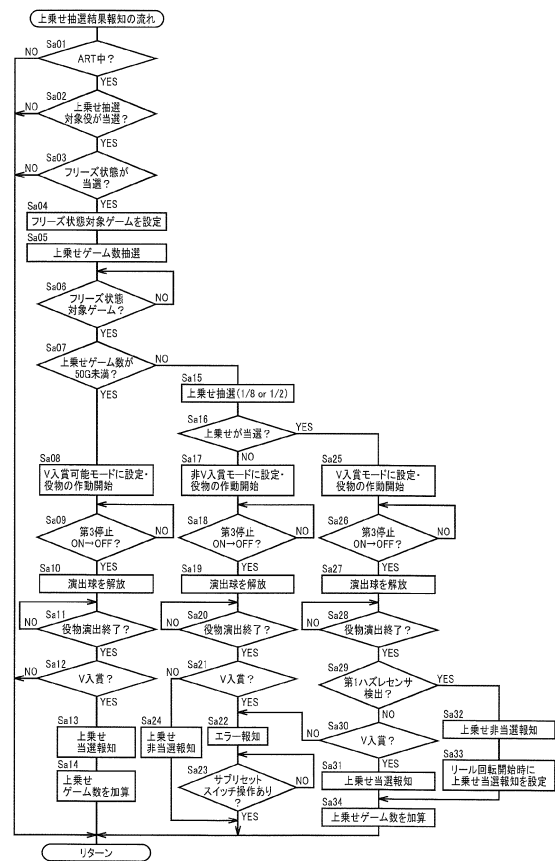 上乗せ抽選結果報知の流れ
Sa01
NO
ART中？
YES
Sa02
NO
上乗せ抽選
対象役が当選？
YES
Sa03
NO
フリーズ状態が
当選？
YES
Sa04
フリーズ状態対象ゲームを設定
Sa05
上乗せゲーム数抽選
Sa06
フリーズ状態
対象ゲーム？
NO
YES
Sa07
上乗せゲーム数が
50G未満？
NO
YES
Sa15
上乗せ抽選(1/8 or 1/2)
Sa16
上乗せが当選？
YES
NO
Sa08
V入賞可能モードに設定・
役物の作動開始
Sa17
非V入賞モードに設定・
役物の作動開始
Sa25
V入賞モードに設定・
役物の作動開始
Sa09
第3停止
ON→OFF？
NO
YES
Sa18
第3停止
ON→OFF？
NO
YES
Sa26
第3停止
ON→OFF？
NO
YES
Sa10
演出球を解放
Sa19
演出球を解放
Sa27
演出球を解放
Sa11
NO
役物演出終了？
YES
Sa20
NO
役物演出終了？
YES
Sa28
NO
役物演出終了？
YES
Sa12
NO
V入賞？
YES
Sa21
NO
V入賞？
YES
Sa29
第1ハズレセンサ
検出？
YES
NO
Sa13
上乗せ
当選報知
Sa24
上乗せ
非当選報知
Sa22
エラー報知
Sa30
NO
V入賞？
YES
Sa32
上乗せ非当選報知
Sa14
上乗せ
ゲーム数を加算
Sa23
サブリセット
スイッチ操作あり
？
NO
YES
Sa31
上乗せ当選報知
Sa33
リール回転開始時に
上乗せ当選報知を設定
Sa34
上乗せゲーム数を加算
リターン